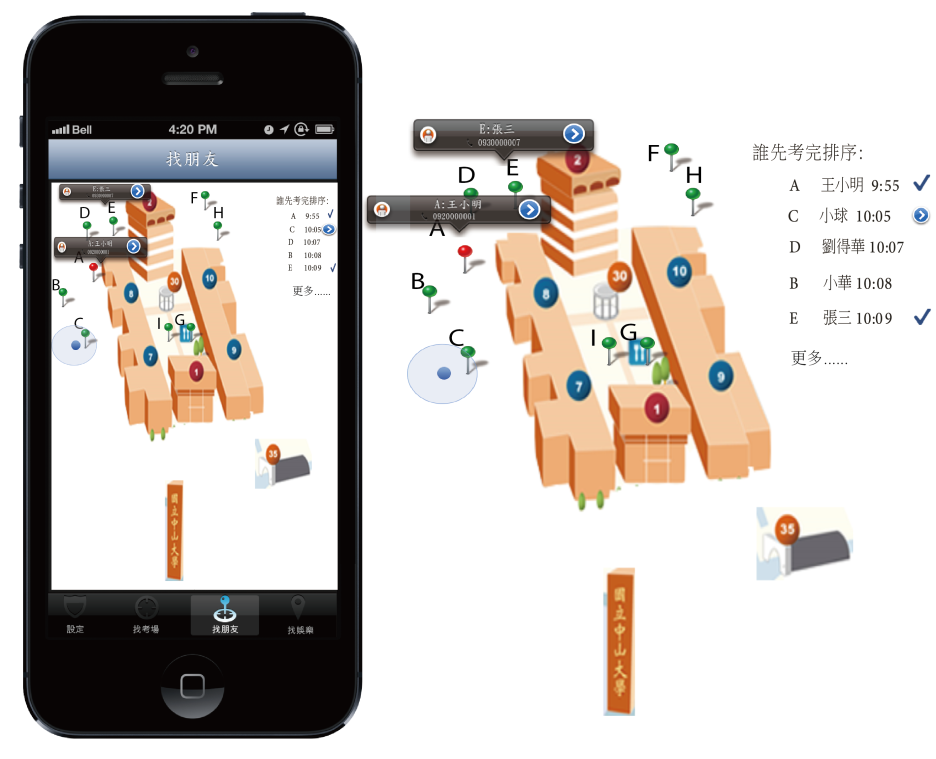 Bell 4:20 PM
找朋友
E:張三
0930000007
A:王小明
0920000001
D
E
F
H
A
B
C
I
G
2
30
10
8
7
9
1
35
誰先考完排序:
A 9:55
C 10:05
D 10:07
B 10:08
E 10:09
更多......
國立中山大學
設定
找考場
找朋友
找娛樂
E:張三
0930000007
A:王小明
0920000001
D
E
F
H
A
B
C
I
G
2
30
10
8
7
9
1
35
誰先考完排序:
A 王小明 9:55
C 小球 10:05
D 劉得華 10:07
B 小華 10:08
E 張三 10:09
更多......
國立中山大學